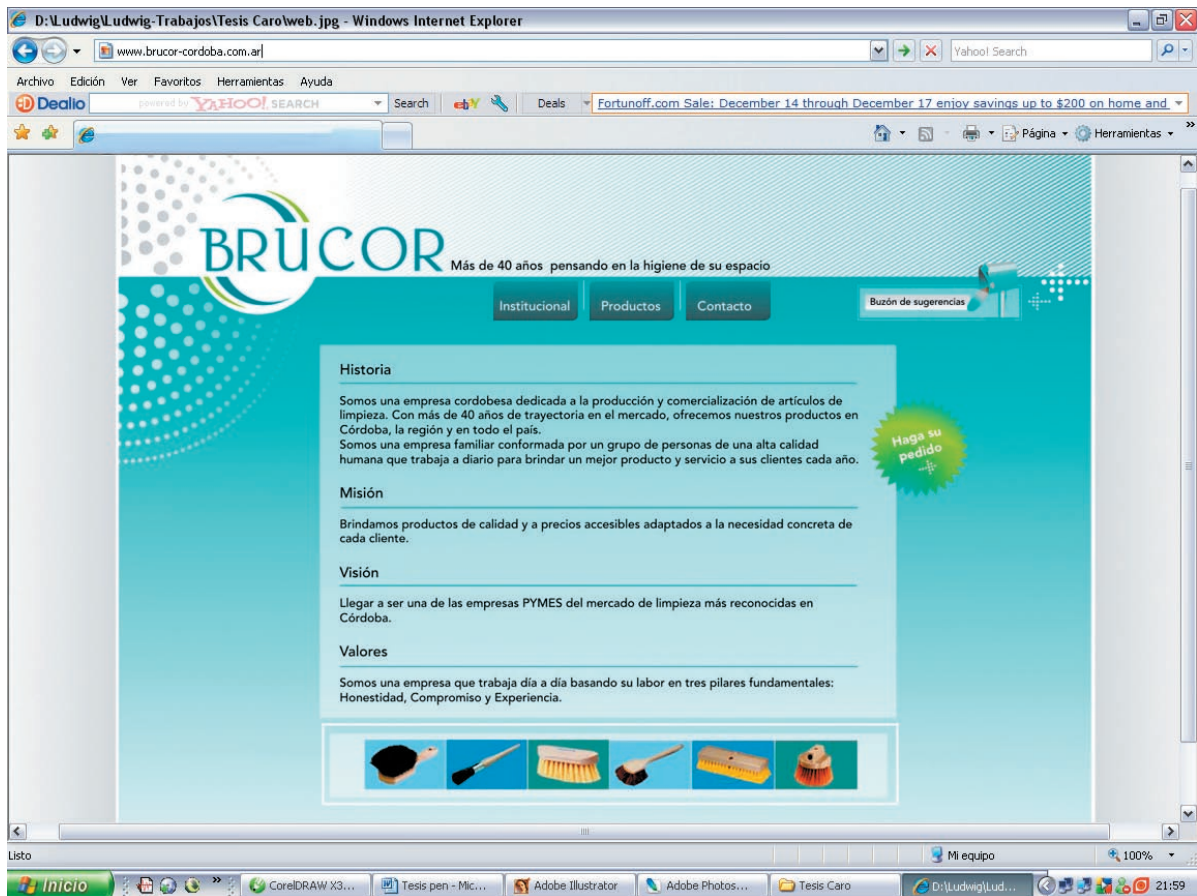 D:\Ludwig\Ludwig-Trabajos\Tesis Caro\web.jpg - Windows Internet Explorer
www.brucor-cordoba.com.ar
Yahoo! Search
Archivo Edición Ver Favoritos Herramientas Ayuda
Dealio powered by YAHOO! SEARCH Search ebY Deals Fortunoff.com Sale: December 14 through December 17 enjoy savings up to $200 on home and
Página Herramientas
BRUCOR
Más de 40 años pensando en la higiene de su espacio
Institucional Productos Contacto
Buzón de sugerencias
Historia
Somos una empresa cordobesa dedicada a la producción y comercialización de artículos de
limpieza. Con más de 40 años de trayectoria en el mercado, ofrecemos nuestros productos en
Córdoba, la región y en todo el país.
Somos una empresa familiar conformada por un grupo de personas de una alta calidad
humana que trabaja a diario para brindar un mejor producto y servicio a sus clientes cada año.
Haga su
pedido
Misión
Brindamos productos de calidad y a precios accesibles adaptados a la necesidad concreta de
cada cliente.
Visión
Llegar a ser una de las empresas PYMES del mercado de limpieza más reconocidas en
Córdoba.
Valores
Somos una empresa que trabaja día a día basando su labor en tres pilares fundamentales:
Honestidad, Compromiso y Experiencia.
Listo Mi equipo 100%
Inicio CorelDRAW X3... Tesis pen - Mic... Adobe Illustrator Adobe Photos... Tesis Caro D:\Ludwig\Lud... 21:59